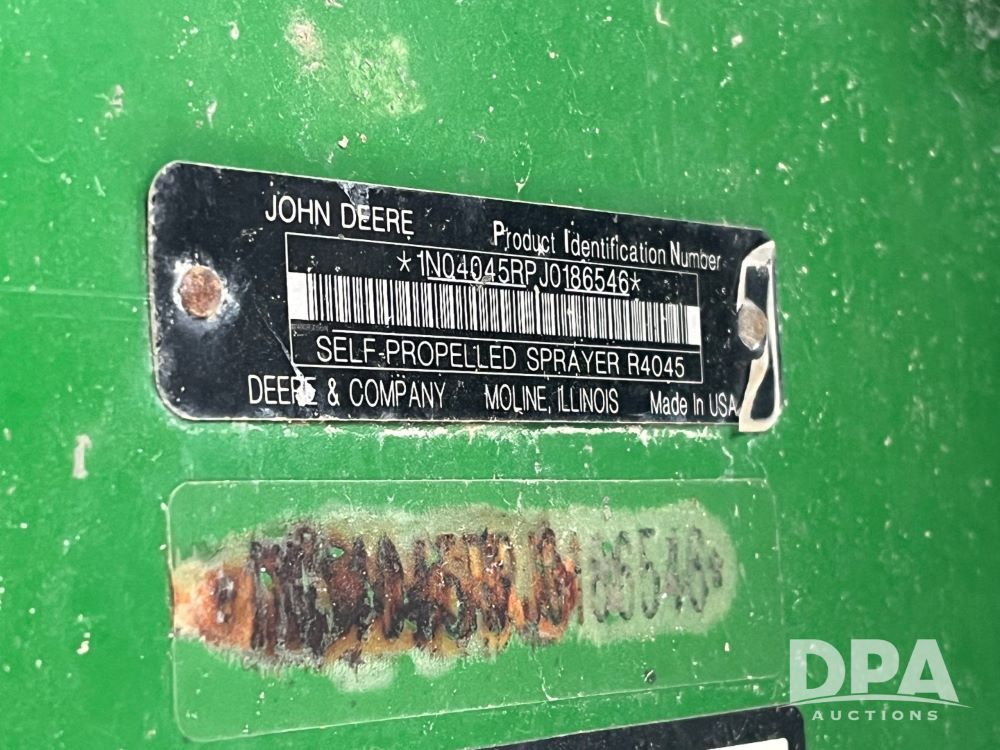 JOHN DEERE
Product Identification Number
*1N04045RPJ0186546*
SELF-PROPELLED SPRAYER R4045
DEERE & COMPANY MOLINE, ILLINOIS Made In USA
DPA
AUCTIONS